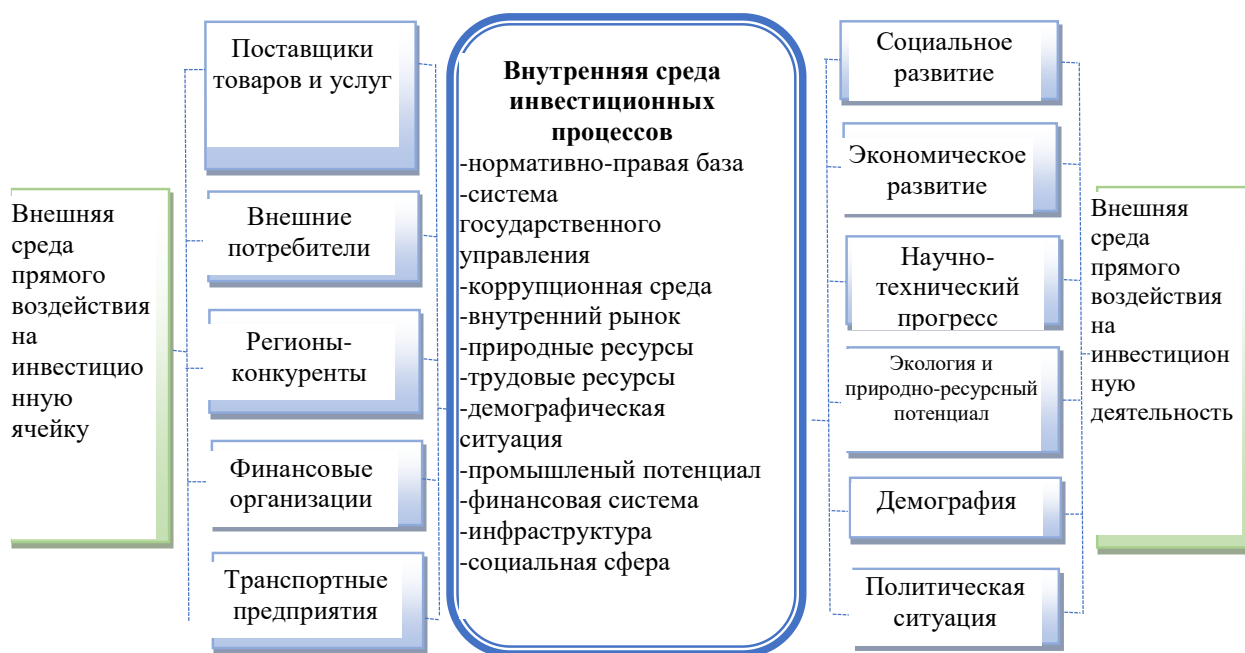 Внешняя
среда
прямого
воздействия
на
инвестицио
нную
ячейку
Поставщики
товаров и услуг
Внешние
потребители
Регионы-
конкуренты
Финансовые
организации
Транспортные
предприятия
Внутренняя среда
инвестиционных
процессов
-нормативно-правая база
-система
государственного
управления
-коррупционная среда
-внутренний рынок
-природные ресурсы
-трудовые ресурсы
-демографическая
ситуация
-промышленый потенциал
-финансовая система
-инфраструктура
-социальная сфера
Социальное
развитие
Экономическое
развитие
Научно-
технический
прогресс
Экология и
природно-ресурсный
потенциал
Демография
Политическая
ситуация
Внешняя
среда
прямого
воздействия
на
инвестицион
ную
деятельность